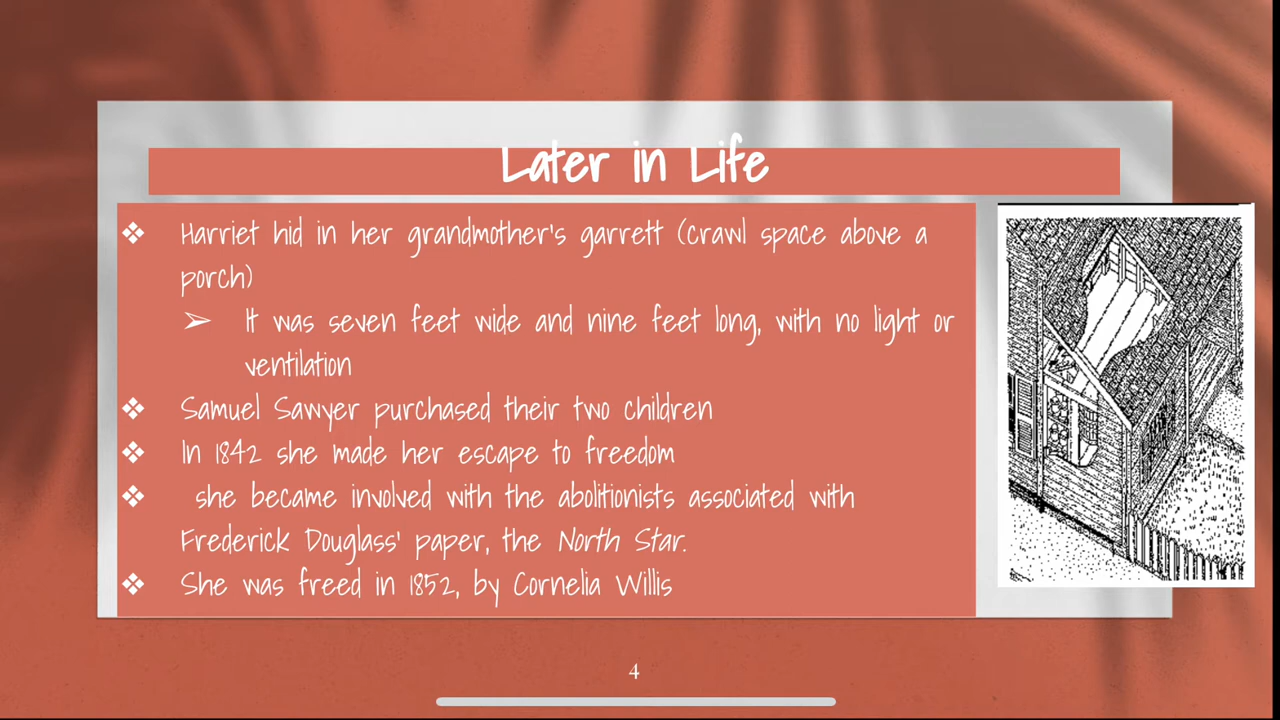 Later in Life
❖ Harriet hid in her grandmother's garrett (crawl space above a
porch)
➢ It was seven feet wide and nine feet long, with no light or
ventilation
❖ Samuel Sawyer purchased their two children
❖ In 1842 she made her escape to freedom
❖ she became involved with the abolitionists associated with
Frederick Douglass' paper, the North Star.
❖ She was freed in 1852, by Cornelia Willis
4